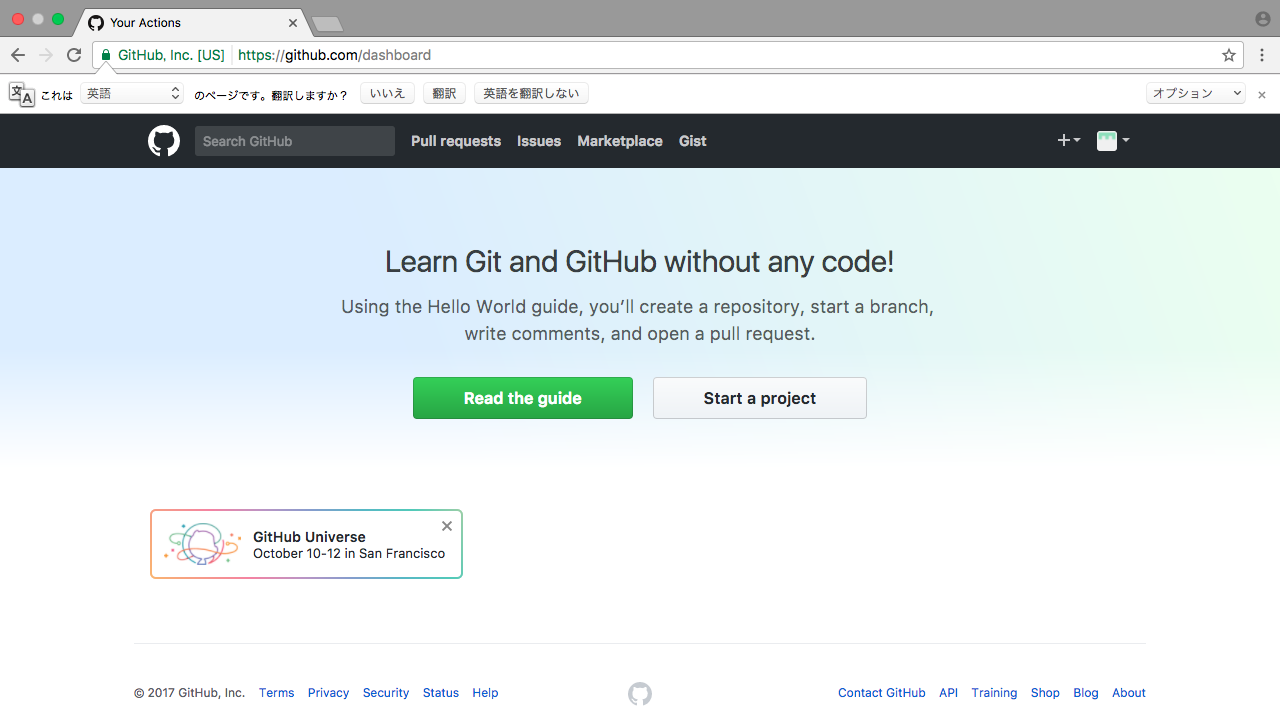 Your Actions
GitHub, Inc. [US] https://github.com/dashboard
これは 英語 のページです。翻訳しますか？ いいえ 翻訳 英語を翻訳しない オプション
Search GitHub Pull requests Issues Marketplace Gist
Learn Git and GitHub without any code!
Using the Hello World guide, you’ll create a repository, start a branch,
write comments, and open a pull request.
Read the guide Start a project
GitHub Universe
October 10-12 in San Francisco
© 2017 GitHub, Inc. Terms Privacy Security Status Help Contact GitHub API Training Shop Blog About